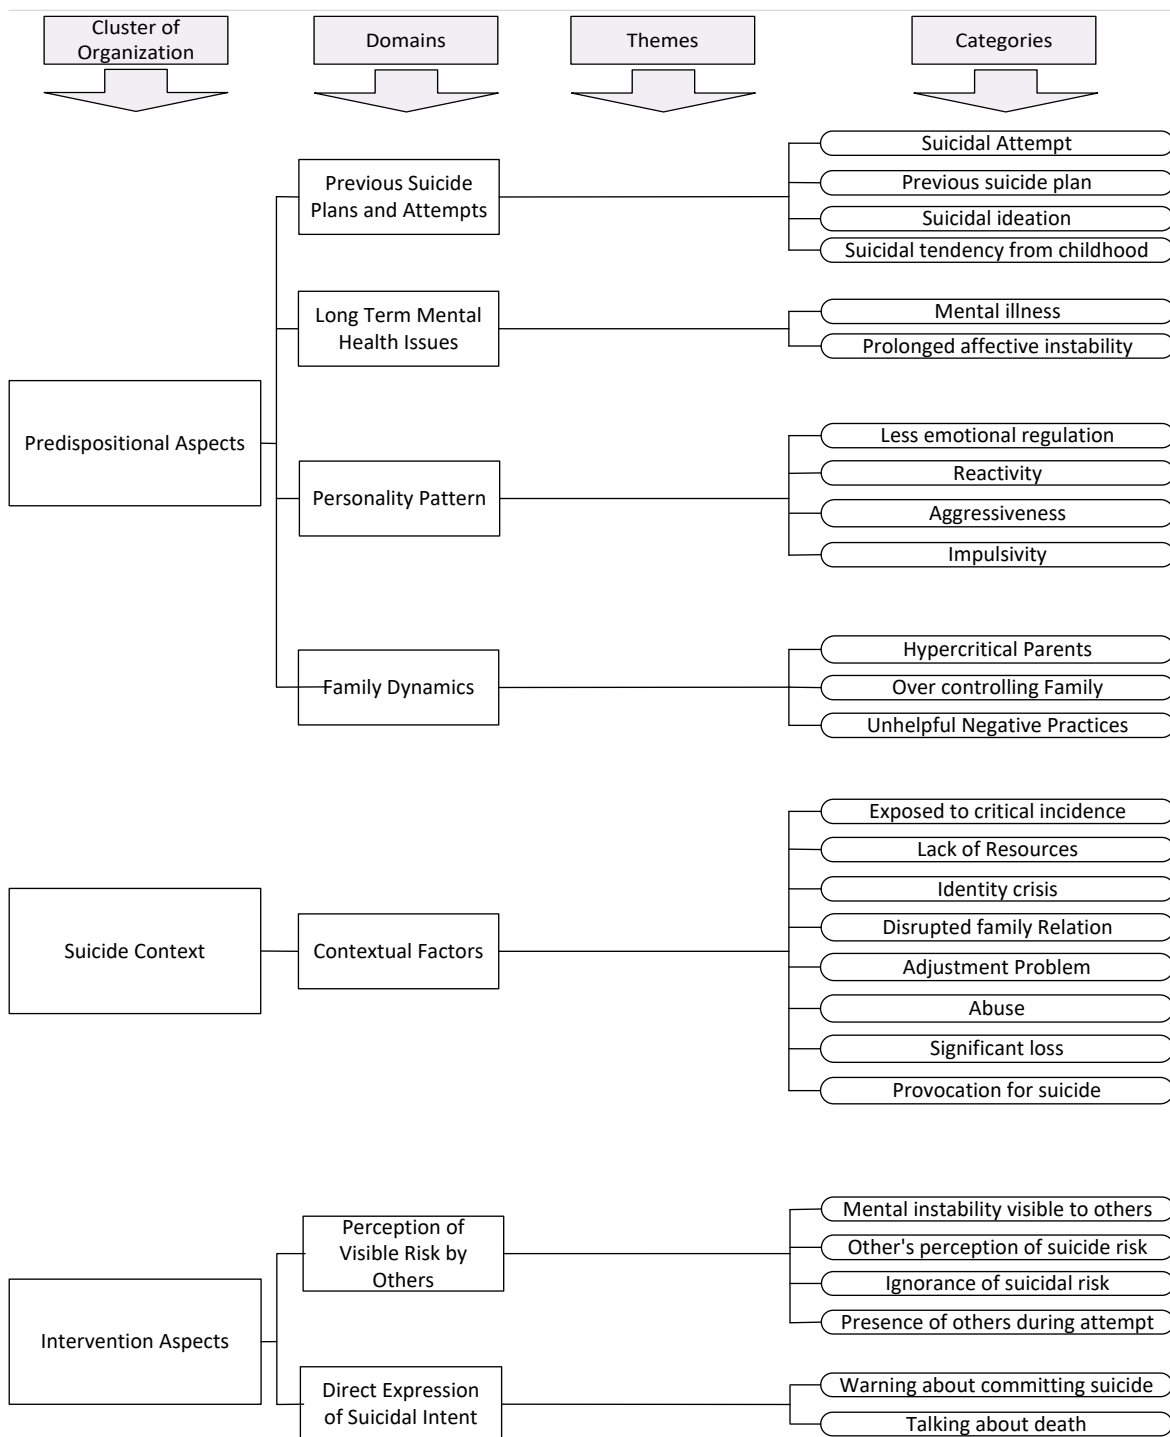 Cluster of
Organization
Domains
Themes
Categories
Predispositional Aspects
Previous Suicide
Plans and Attempts
Suicidal Attempt
Previous suicide plan
Suicidal ideation
Suicidal tendency from childhood
Long Term Mental
Health Issues
Mental illness
Prolonged affective instability
Personality Pattern
Less emotional regulation
Reactivity
Aggressiveness
Impulsivity
Family Dynamics
Hypercritical Parents
Over controlling Family
Unhelpful Negative Practices
Suicide Context
Contextual Factors
Exposed to critical incidence
Lack of Resources
Identity crisis
Disrupted family Relation
Adjustment Problem
Abuse
Significant loss
Provocation for suicide
Intervention Aspects
Perception of
Visible Risk by
Others
Mental instability visible to others
Other's perception of suicide risk
Ignorance of suicidal risk
Presence of others during attempt
Direct Expression
of Suicidal Intent
Warning about committing suicide
Talking about death